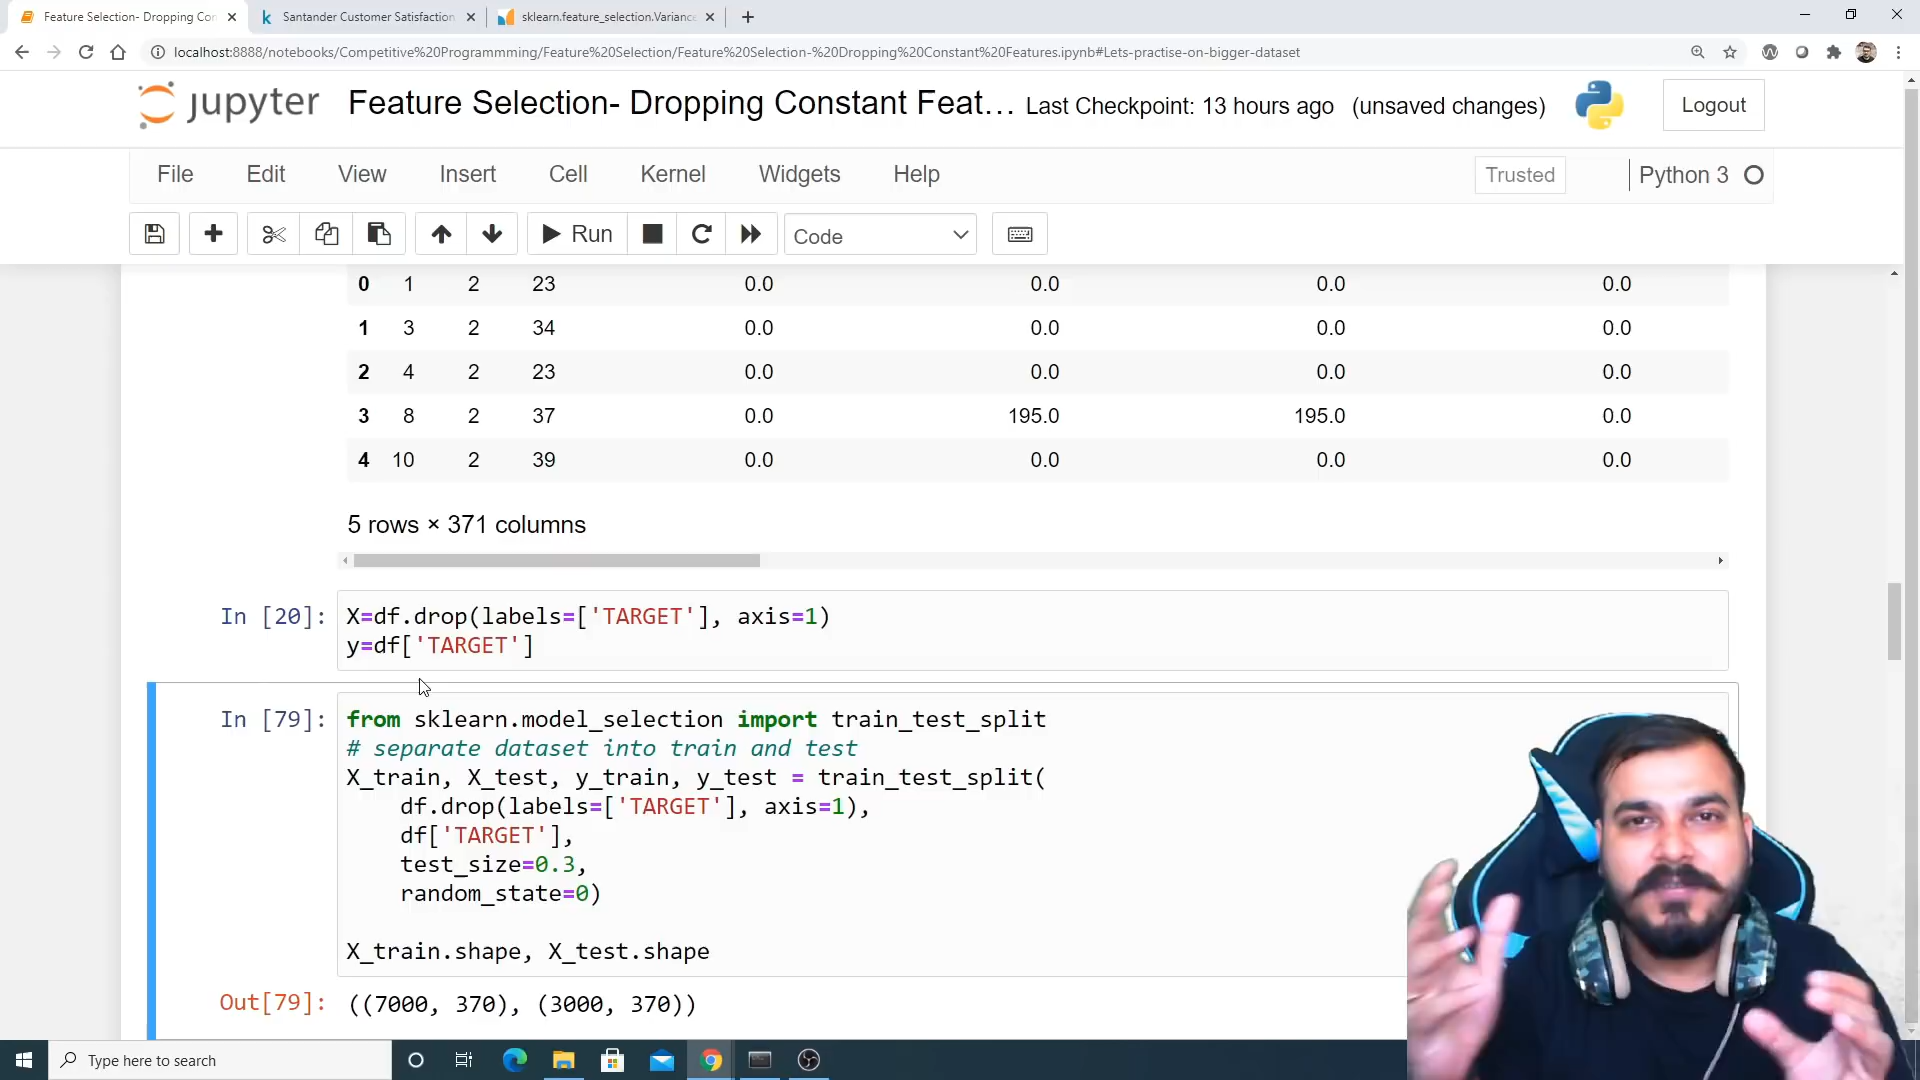 Feature Selection- Dropping Con
Santander Customer Satisfaction
sklearn.feature_selection.Varianc
localhost:8888/notebooks/Competitive%20Programmming/Feature%20Selection/Feature%20Selection-%20Dropping%20Constant%20Features.ipynb#Lets-practise-on-bigger-dataset
jupyter Feature Selection- Dropping Constant Feat... Last Checkpoint: 13 hours ago (unsaved changes) Logout
File Edit View Insert Cell Kernel Widgets Help Trusted Python 3
Run Code
0 1 2 23 0.0 0.0 0.0 0.0
1 3 2 34 0.0 0.0 0.0 0.0
2 4 2 23 0.0 0.0 0.0 0.0
3 8 2 37 0.0 195.0 195.0 0.0
4 10 2 39 0.0 0.0 0.0 0.0
5 rows × 371 columns
In [20]: X=df.drop(labels=['TARGET'], axis=1)
y=df['TARGET']
In [79]: from sklearn.model_selection import train_test_split
# separate dataset into train and test
X_train, X_test, y_train, y_test = train_test_split(
df.drop(labels=['TARGET'], axis=1),
df['TARGET'],
test_size=0.3,
random_state=0)
X_train.shape, X_test.shape
Out[79]: ((7000, 370), (3000, 370))
Type here to search